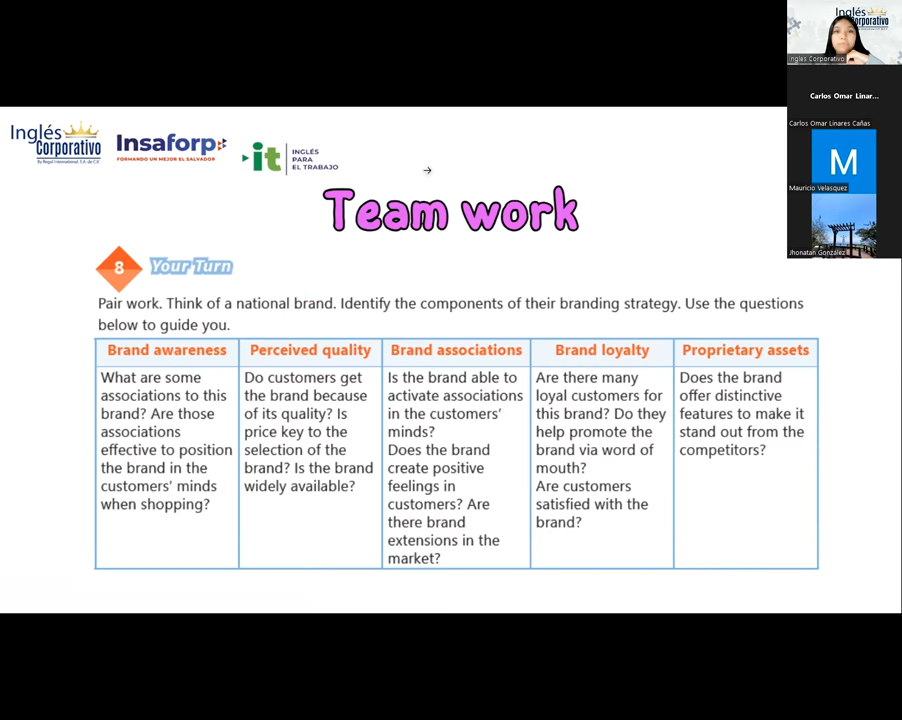 Inglés
Corporativo
By Regal International, S.A. de C.V
Insaforp
FORMANDO UN MEJOR EL SALVADOR
it
INGLÉS
PARA
EL TRABAJO
Team work
8
Your Turn
Pair work. Think of a national brand. Identify the components of their branding strategy. Use the questions
below to guide you.
Brand awareness
What are some
associations to this
brand? Are those
associations
effective to position
the brand in the
customers' minds
when shopping?
Perceived quality
Do customers get
the brand because
of its quality? Is
price key to the
selection of the
brand? Is the brand
widely available?
Brand associations
Is the brand able to
activate associations
in the customers'
minds?
Does the brand
create positive
feelings in
customers? Are
there brand
extensions in the
market?
Brand loyalty
Are there many
loyal customers for
this brand? Do they
help promote the
brand via word of
mouth?
Are customers
satisfied with the
brand?
Proprietary assets
Does the brand
offer distinctive
features to make it
stand out from the
competitors?
Inglés
Corporativo
Inglés Corporativo
Carlos Omar Linar...
Carlos Omar Linares Cañas
M
Mauricio Velasquez
Jhonatan González